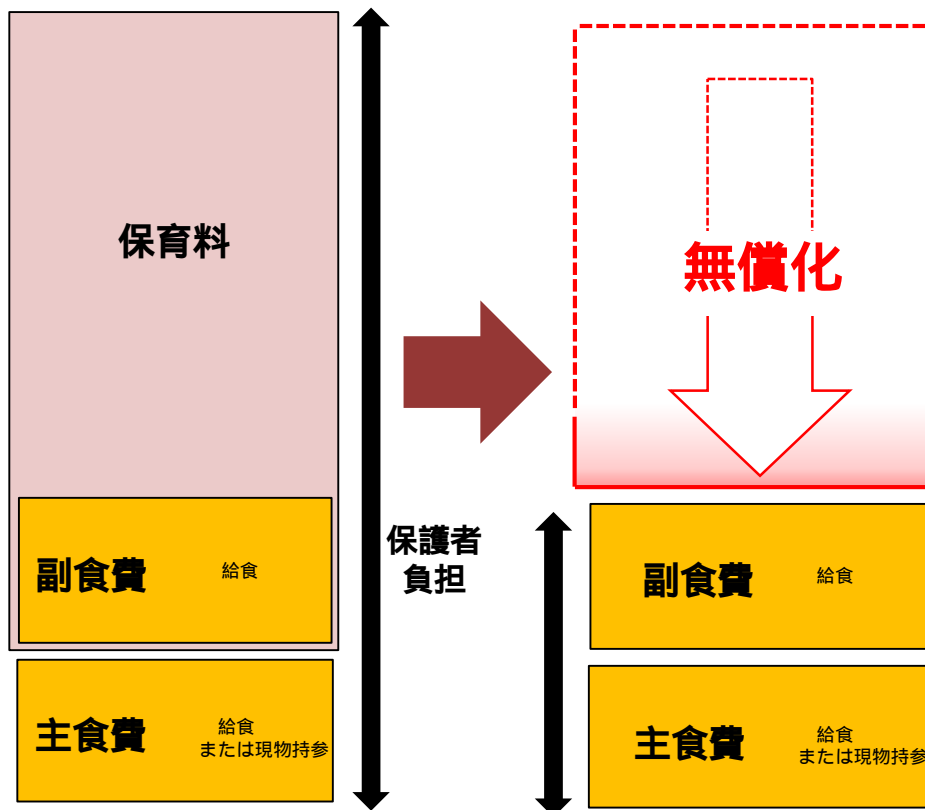 保育料
副食費
給食
主食費
給食
または現物持参
保護者
負担
無償化
副食費
給食
主食費
給食
または現物持参